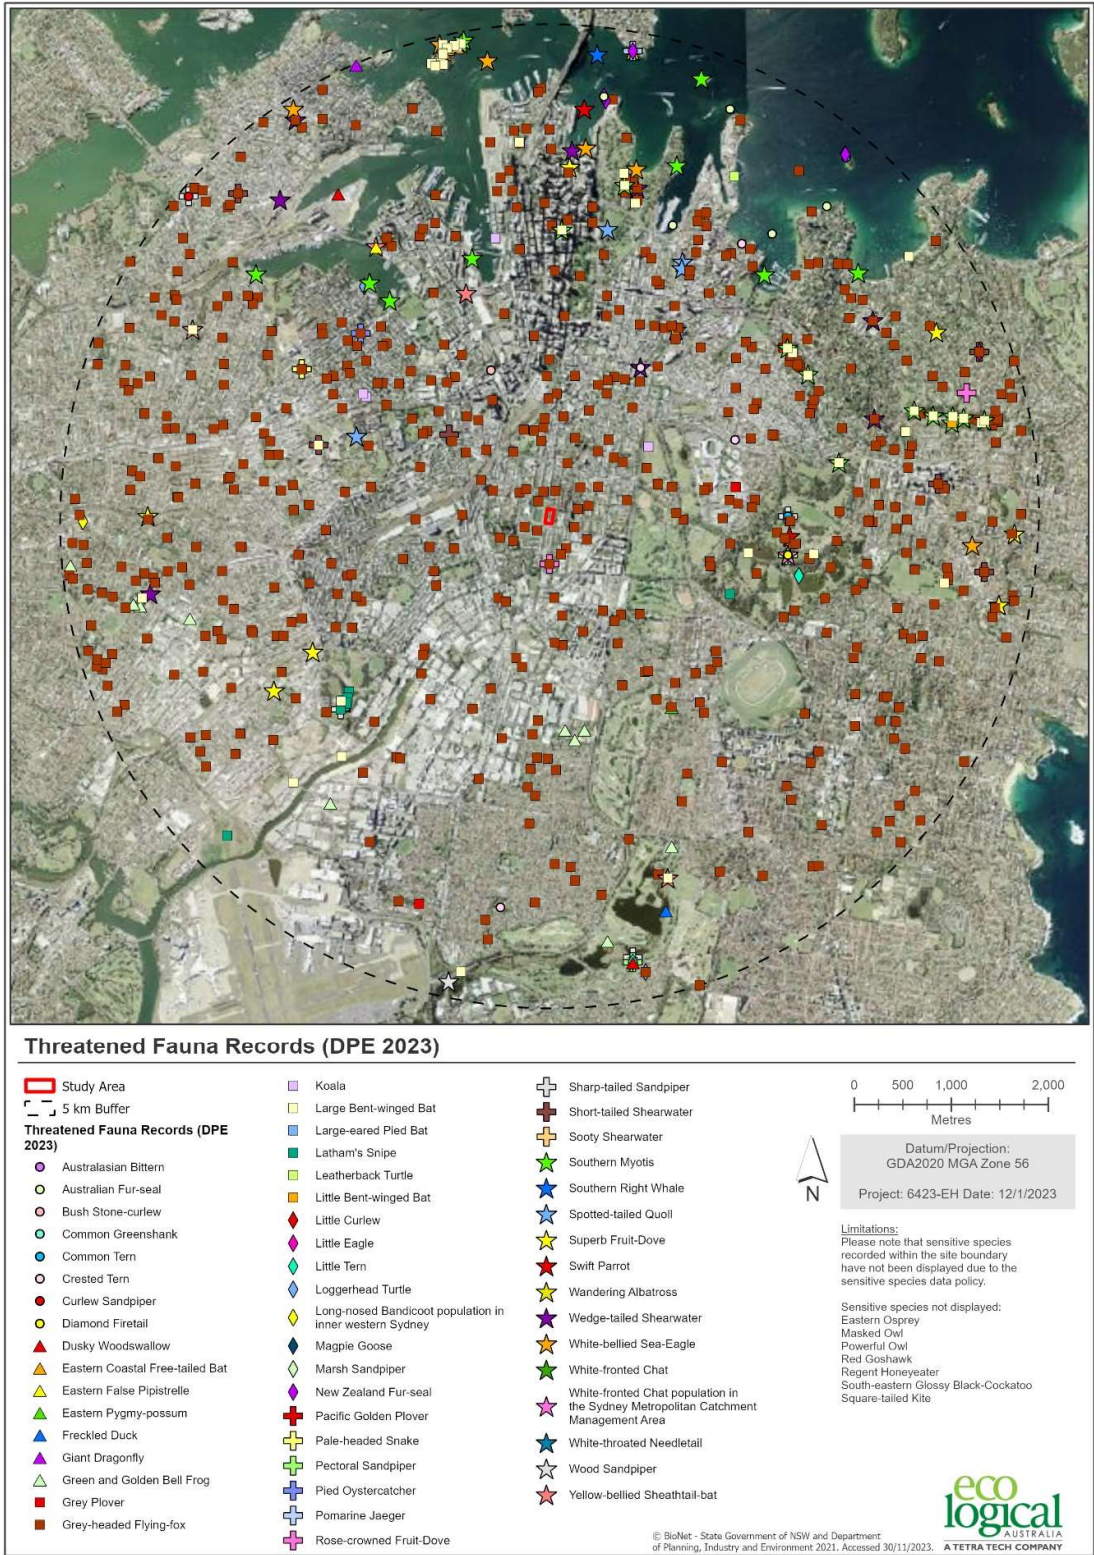 Threatened Fauna Records (DPE 2023)
Study Area
5 km Buffer
Threatened Fauna Records (DPE
2023)
Australasian Bittern
Australian Fur-seal
Bush Stone-curlew
Common Greenshank
Common Tern
Crested Tern
Curlew Sandpiper
Diamond Firetail
Dusky Woodswallow
Eastern Coastal Free-tailed Bat
Eastern False Pipistrelle
Eastern Pygmy-possum
Freckled Duck
Giant Dragonfly
Green and Golden Bell Frog
Grey Plover
Grey-headed Flying-fox
Koala
Large Bent-winged Bat
Large-eared Pied Bat
Latham's Snipe
Leatherback Turtle
Little Bent-winged Bat
Little Curlew
Little Eagle
Little Tern
Loggerhead Turtle
Long-nosed Bandicoot population in
inner western Sydney
Magpie Goose
Marsh Sandpiper
New Zealand Fur-seal
Pacific Golden Plover
Pale-headed Snake
Pectoral Sandpiper
Pied Oystercatcher
Pomarine Jaeger
Rose-crowned Fruit-Dove
Sharp-tailed Sandpiper
Short-tailed Shearwater
Sooty Shearwater
Southern Myotis
Southern Right Whale
Spotted-tailed Quoll
Superb Fruit-Dove
Swift Parrot
Wandering Albatross
Wedge-tailed Shearwater
White-bellied Sea-Eagle
White-fronted Chat
White-fronted Chat population in
the Sydney Metropolitan Catchment
Management Area
White-throated Needletail
Wood Sandpiper
Yellow-bellied Sheathtail-bat
0 500 1,000 2,000
Metres
N
Datum/Projection:
GDA2020 MGA Zone 56
Project: 6423-EH Date: 12/1/2023
Limitations:
Please note that sensitive species
recorded within the site boundary
have not been displayed due to the
sensitive species data policy.
Sensitive species not displayed:
Eastern Osprey
Masked Owl
Powerful Owl
Red Goshawk
Regent Honeyeater
South-eastern Glossy Black-Cockatoo
Square-tailed Kite
© BioNet - State Government of NSW and Department
of Planning, Industry and Environment 2021. Accessed 30/11/2023.
eco
logical
AUSTRALIA
A TETRA TECH COMPANY